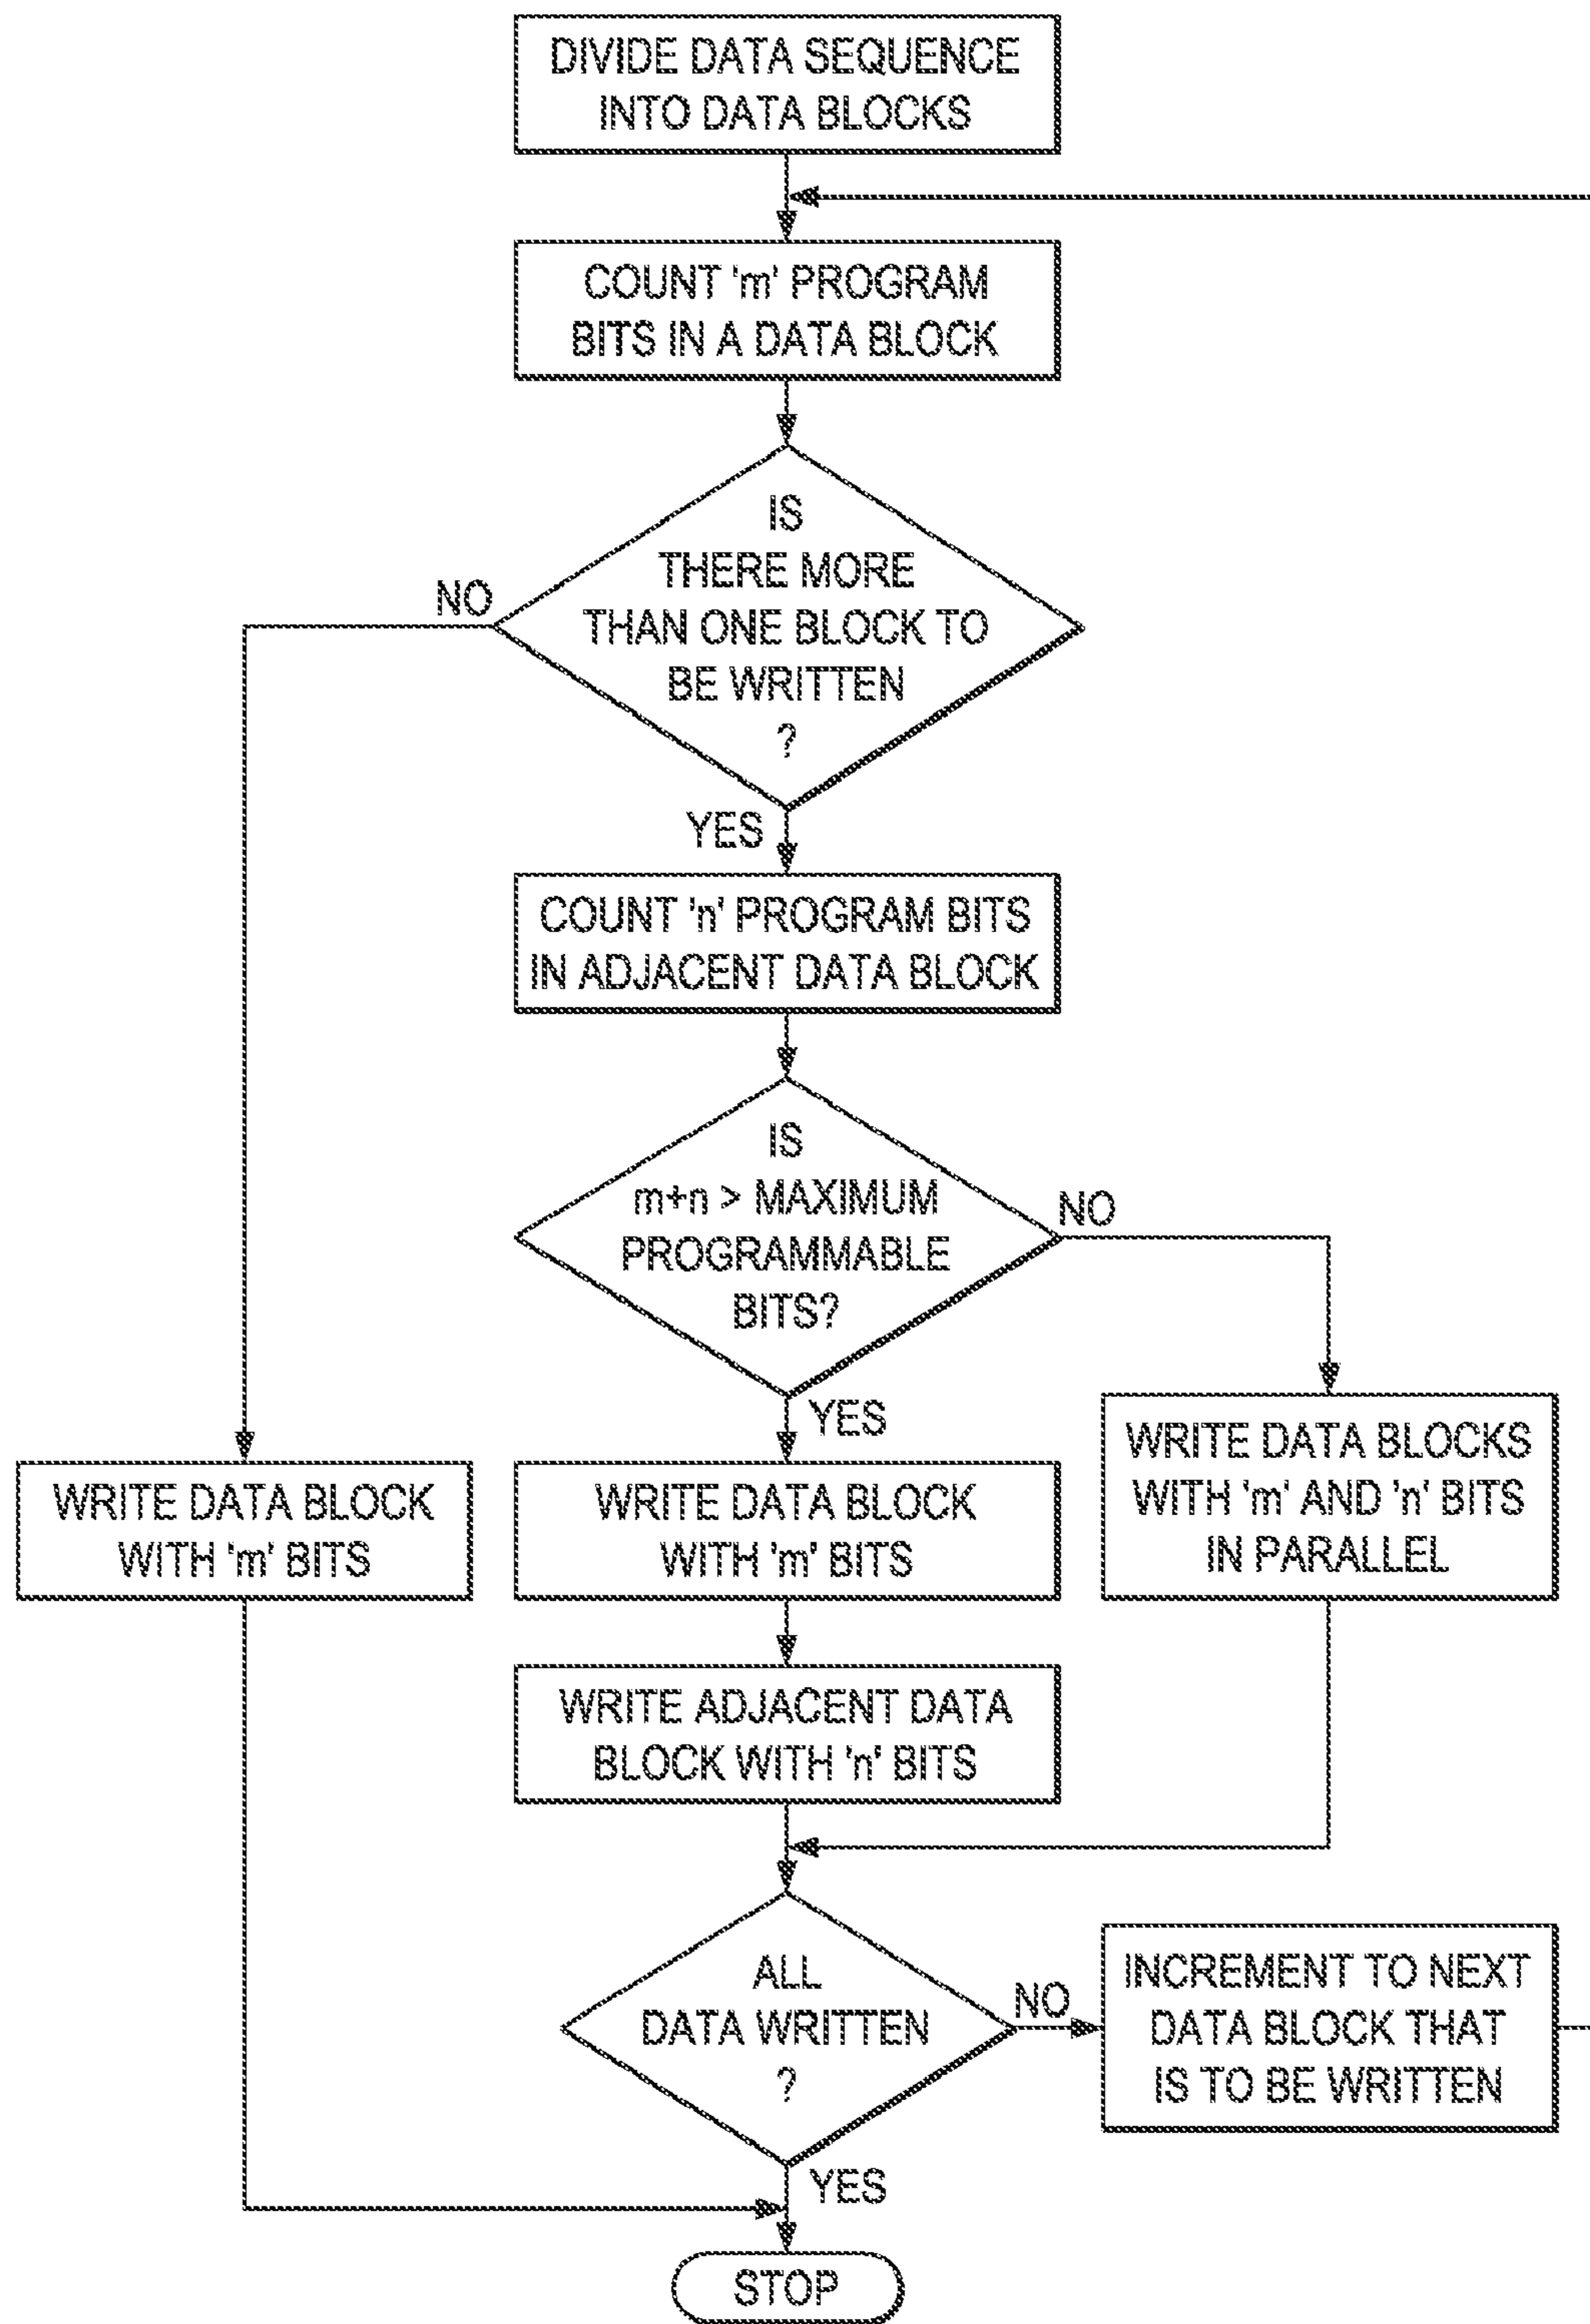 DIVIDE DATA SEQUENCE
INTO DATA BLOCKS
COUNT 'm' PROGRAM
BITS IN A DATA BLOCK
IS
THERE MORE
THAN ONE BLOCK TO
BE WRITTEN
?
NO
YES
COUNT 'n' PROGRAM BITS
IN ADJACENT DATA BLOCK
IS
m+n > MAXIMUM
PROGRAMMABLE
BITS?
NO
YES
WRITE DATA BLOCK
WITH 'm' BITS
WRITE DATA BLOCK
WITH 'm' BITS
WRITE DATA BLOCKS
WITH 'm' AND 'n' BITS
IN PARALLEL
WRITE ADJACENT DATA
BLOCK WITH 'n' BITS
ALL
DATA WRITTEN
?
NO
INCREMENT TO NEXT
DATA BLOCK THAT
IS TO BE WRITTEN
YES
STOP